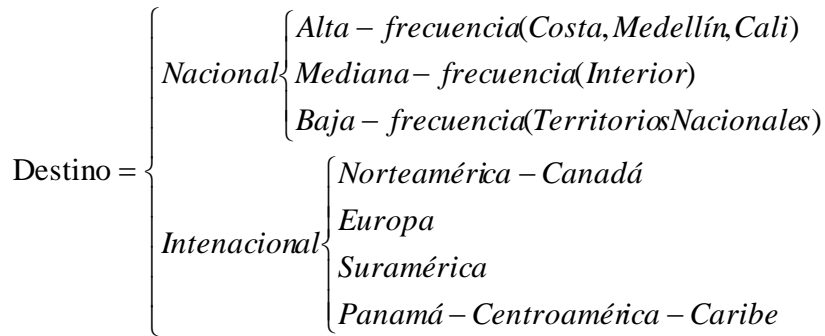 Alta – frecuencia(Costa, Medellín, Cali)
Nacional Mediana – frecuencia(Interior)
Baja – frecuencia(TerritoriosNacionales)
Destino =
Norteamérica – Canadá
Europa
Intenacional
Suramérica
Panamá – Centroamérica – Caribe